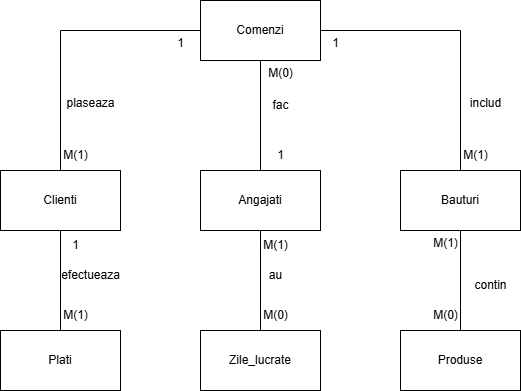 Comenzi
1
1
M(0)
plaseaza
fac
includ
M(1)
1
M(1)
Clienti
Angajati
Bauturi
1
M(1)
M(1)
efectueaza
au
contin
M(1)
M(0)
M(0)
Plati
Zile_lucrate
Produse